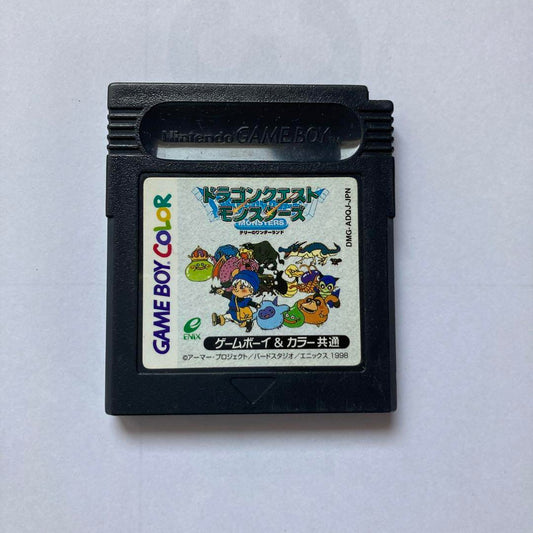 Nintendo GAME BOY TM
GAME BOY COLOR
ドラゴンクエスト
モンスターズ
MONSTERS
テリーのワンダーランド
DMG-ADQJ-JPN
ENIX
ゲームボーイ & カラー共通
©アーマー・プロジェクト/バードスタジオ/エニックス 1998